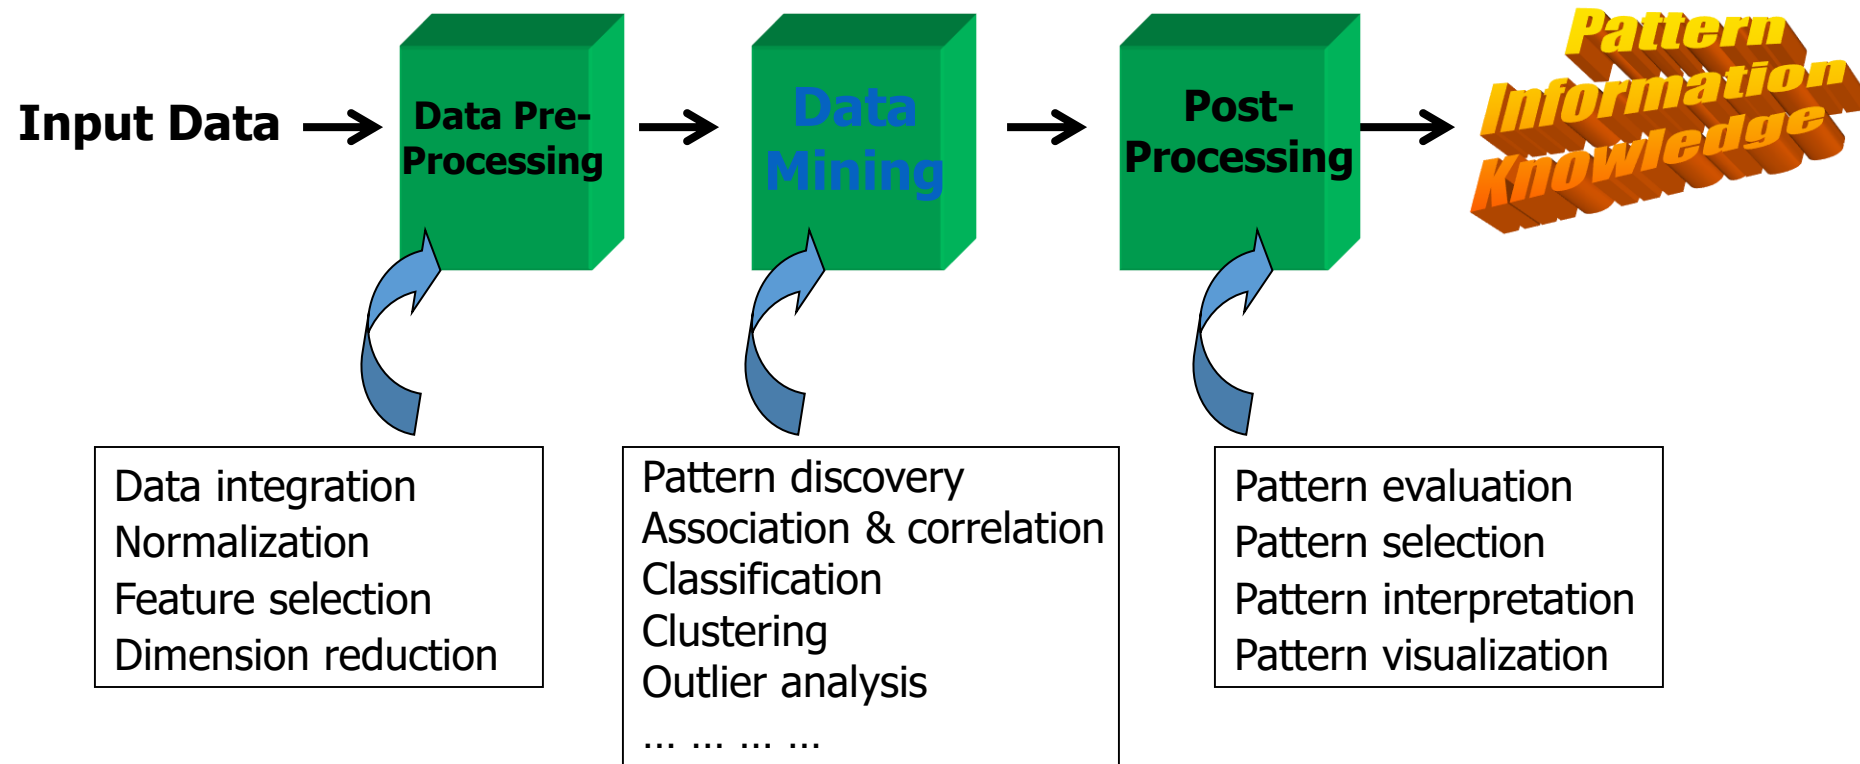 Input Data
Data Pre-
Processing
Data
Mining
Post-
Processing
Pattern
Information
Knowledge
Data integration
Normalization
Feature selection
Dimension reduction
Pattern discovery
Association & correlation
Classification
Clustering
Outlier analysis
… … … …
Pattern evaluation
Pattern selection
Pattern interpretation
Pattern visualization